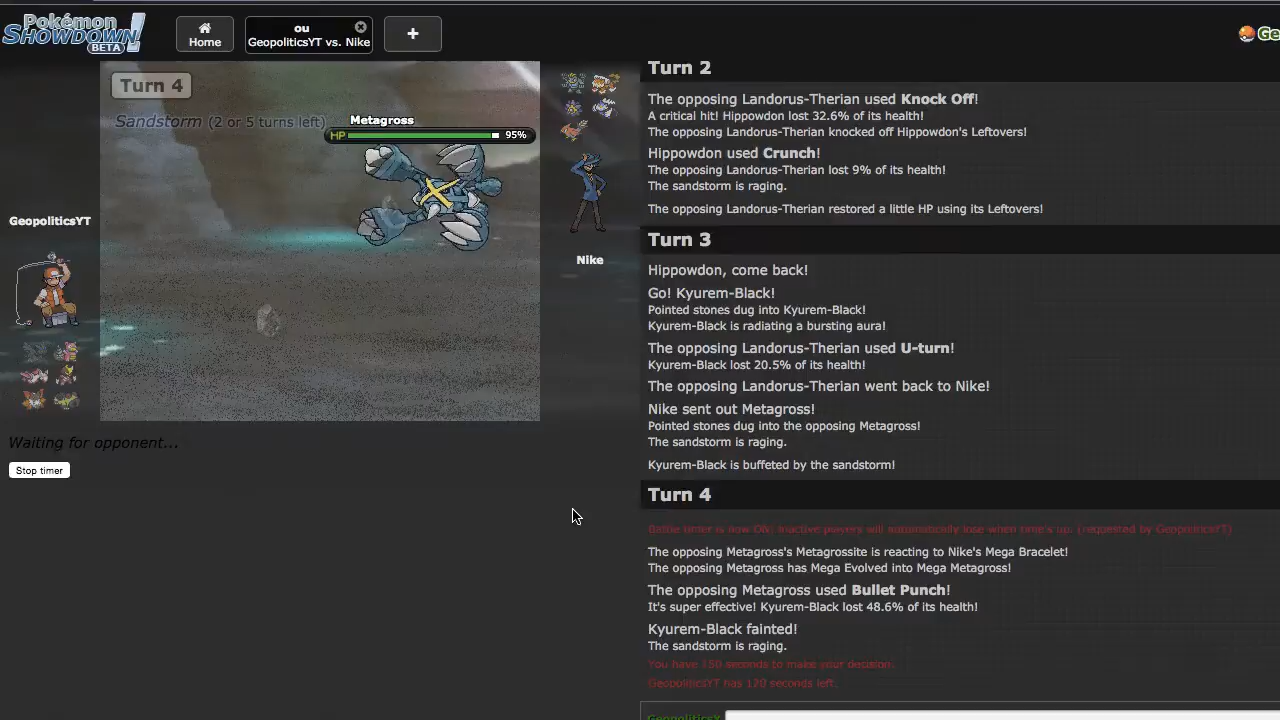 Pokémon
SHOWDOWN!
BETA
Home
ou
GeopoliticsYT vs. Nike
+
Ge
Turn 4
Sandstorm (2 or 5 turns left)
Metagross
HP
95%
GeopoliticsYT
Nike
Waiting for opponent...
Stop timer
Turn 2
The opposing Landorus-Therian used Knock Off!
A critical hit! Hippowdon lost 32.6% of its health!
The opposing Landorus-Therian knocked off Hippowdon's Leftovers!
Hippowdon used Crunch!
The opposing Landorus-Therian lost 9% of its health!
The sandstorm is raging.
The opposing Landorus-Therian restored a little HP using its Leftovers!
Turn 3
Hippowdon, come back!
Go! Kyurem-Black!
Pointed stones dug into Kyurem-Black!
Kyurem-Black is radiating a bursting aura!
The opposing Landorus-Therian used U-turn!
Kyurem-Black lost 20.5% of its health!
The opposing Landorus-Therian went back to Nike!
Nike sent out Metagross!
Pointed stones dug into the opposing Metagross!
The sandstorm is raging.
Kyurem-Black is buffeted by the sandstorm!
Turn 4
Battle timer is now ON: inactive players will automatically lose when time's up. (requested by GeopoliticsYT)
The opposing Metagross's Metagrossite is reacting to Nike's Mega Bracelet!
The opposing Metagross has Mega Evolved into Mega Metagross!
The opposing Metagross used Bullet Punch!
It's super effective! Kyurem-Black lost 48.6% of its health!
Kyurem-Black fainted!
The sandstorm is raging.
You have 150 seconds to make your decision.
GeopoliticsYT has 120 seconds left.